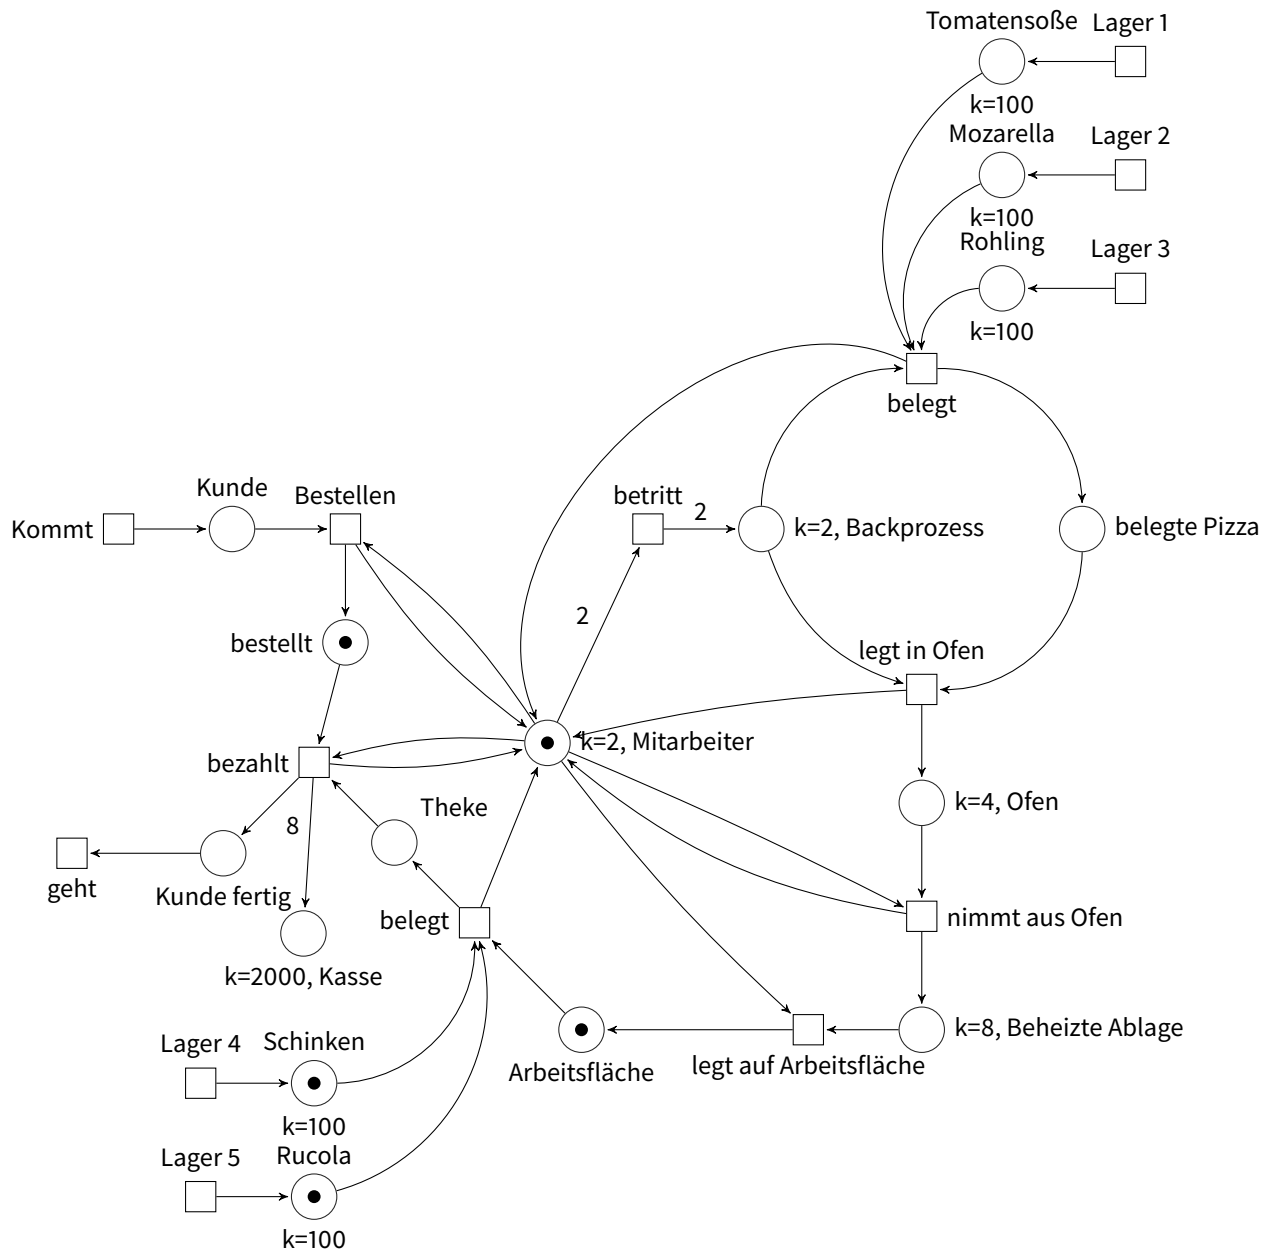 Tomatensoße
Lager 1
k=100
Mozarella
Lager 2
k=100
Rohling
Lager 3
k=100
belegt
Kunde
Bestellen
betritt
2
Kommt
k=2, Backprozess
belegte Pizza
2
bestellt
legt in Ofen
k=2, Mitarbeiter
bezahlt
Theke
k=4, Ofen
8
geht
Kunde fertig
belegt
nimmt aus Ofen
k=2000, Kasse
k=8, Beheizte Ablage
Lager 4
Schinken
Arbeitsfläche
legt auf Arbeitsfläche
k=100
Lager 5
Rucola
k=100